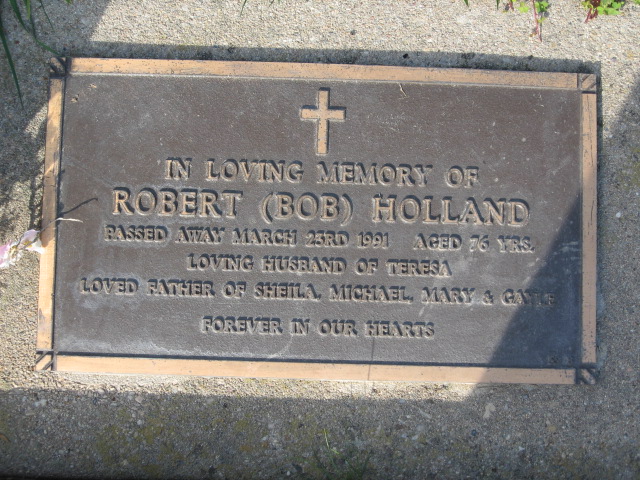 IN LOVING MEMORY OF
ROBERT (BOB) HOLLAND
PASSED AWAY MARCH 23RD 1991 AGED 76 YRS.
LOVING HUSBAND OF TERESA
LOVED FATHER OF SHEILA, MICHAEL, MARY & GAYLE
FOREVER IN OUR HEARTS